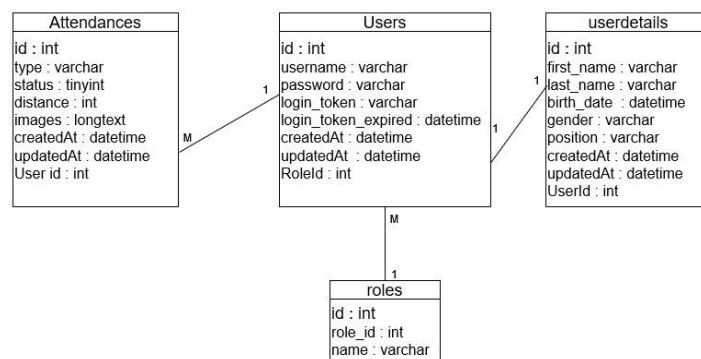 Attendances
id : int
type : varchar
status : tinyint
distance : int
images : longtext
createdAt : datetime
updatedAt : datetime
User id : int
M
1
Users
id : int
username : varchar
password : varchar
login_token : varchar
login_token_expired : datetime
createdAt : datetime
updatedAt : datetime
RoleId : int
1
1
userdetails
id : int
first_name : varchar
last_name : varchar
birth_date : datetime
gender : varchar
position : varchar
createdAt : datetime
updatedAt : datetime
UserId : int
M
1
roles
id : int
role_id : int
name : varchar